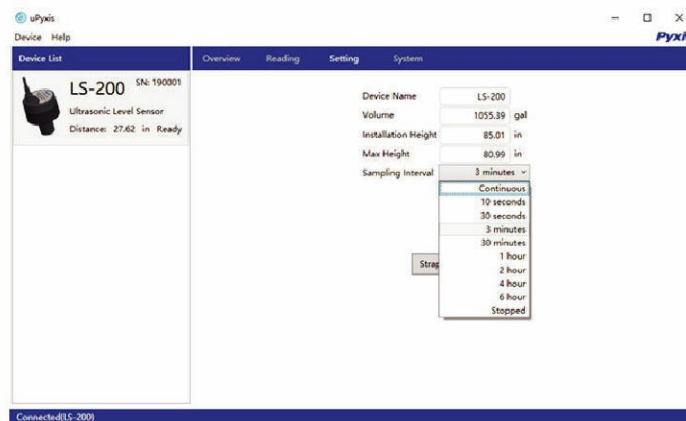 uPyxis
Device Help
Pyxi
Device List
Overview Reading Setting System
LS-200 SN: 190001
Ultrasonic Level Sensor
Distance: 27.62 in Ready
Device Name LS-200
Volume 1055.89 gal
Installation Height 85.01 in
Max Height 80.99 in
Sampling Interval 3 minutes
Continuous
10 seconds
30 seconds
3 minutes
30 minutes
1 hour
2 hour
4 hour
6 hour
Stopped
Strap
Connected(LS-200)